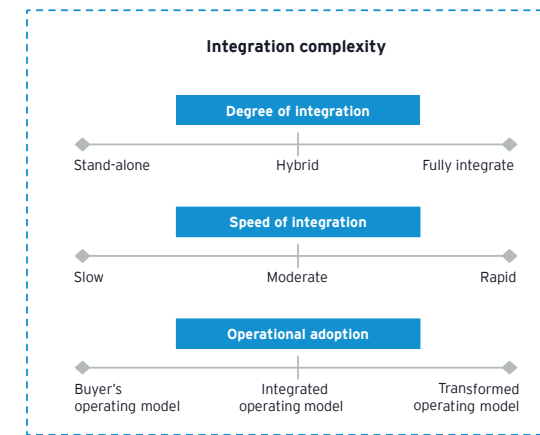 Integration complexity
Degree of integration
Stand-alone Hybrid Fully integrate
Speed of integration
Slow Moderate Rapid
Operational adoption
Buyer's Integrated Transformed
operating model operating model operating model